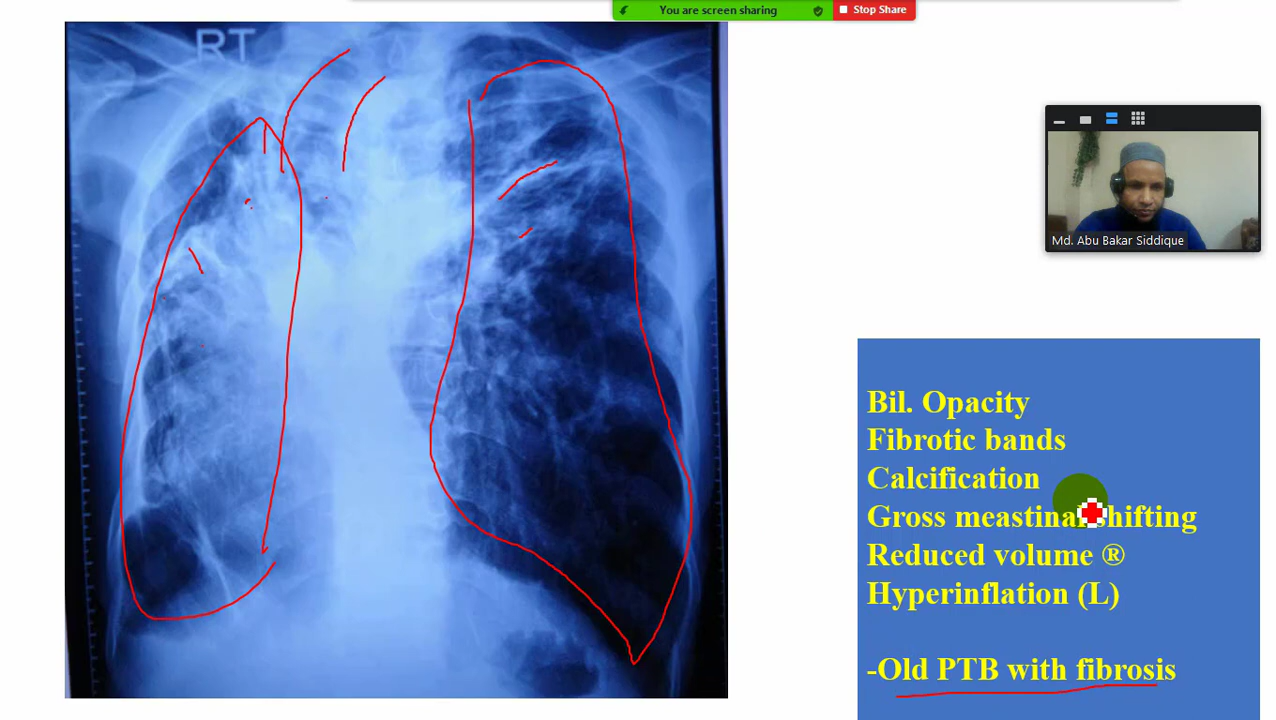 You are screen sharing
Stop Share
RT
Md. Abu Bakar Siddique
Bil. Opacity
Fibrotic bands
Calcification
Gross meastinal shifting
Reduced volume ®
Hyperinflation (L)
-Old PTB with fibrosis